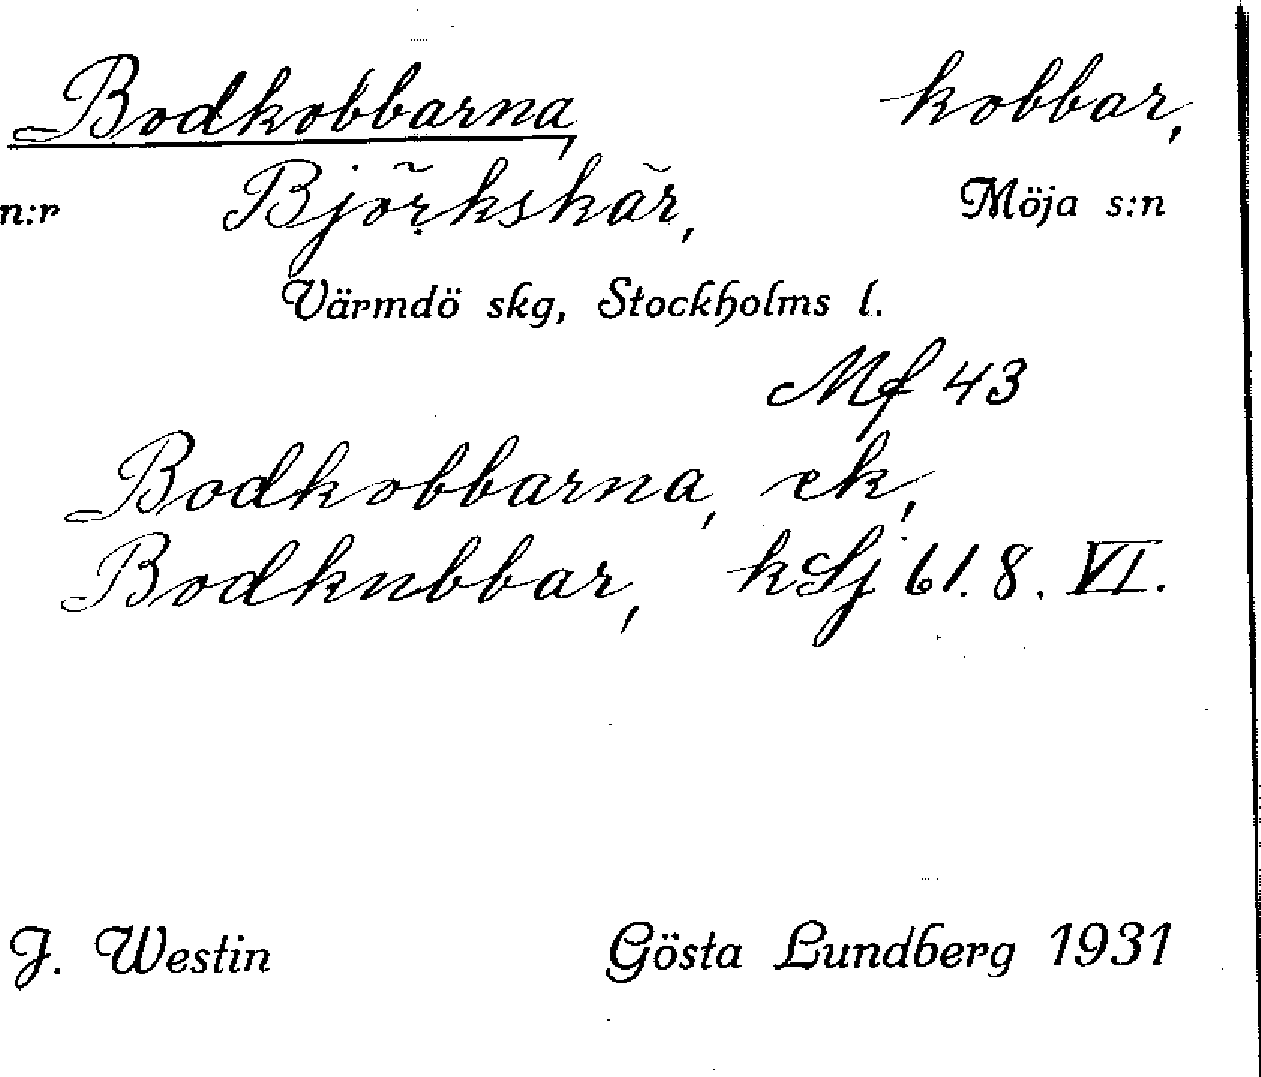 Bodkobbarna, kobbar,
n:r Björkskär, Möja s:n
Värmdö skg, Stockholms l.
Mf 43
Bodkobbarna, ek,
Bodkubbar, kSj 61.8.VI.
J. Westin Gösta Lundberg 1931